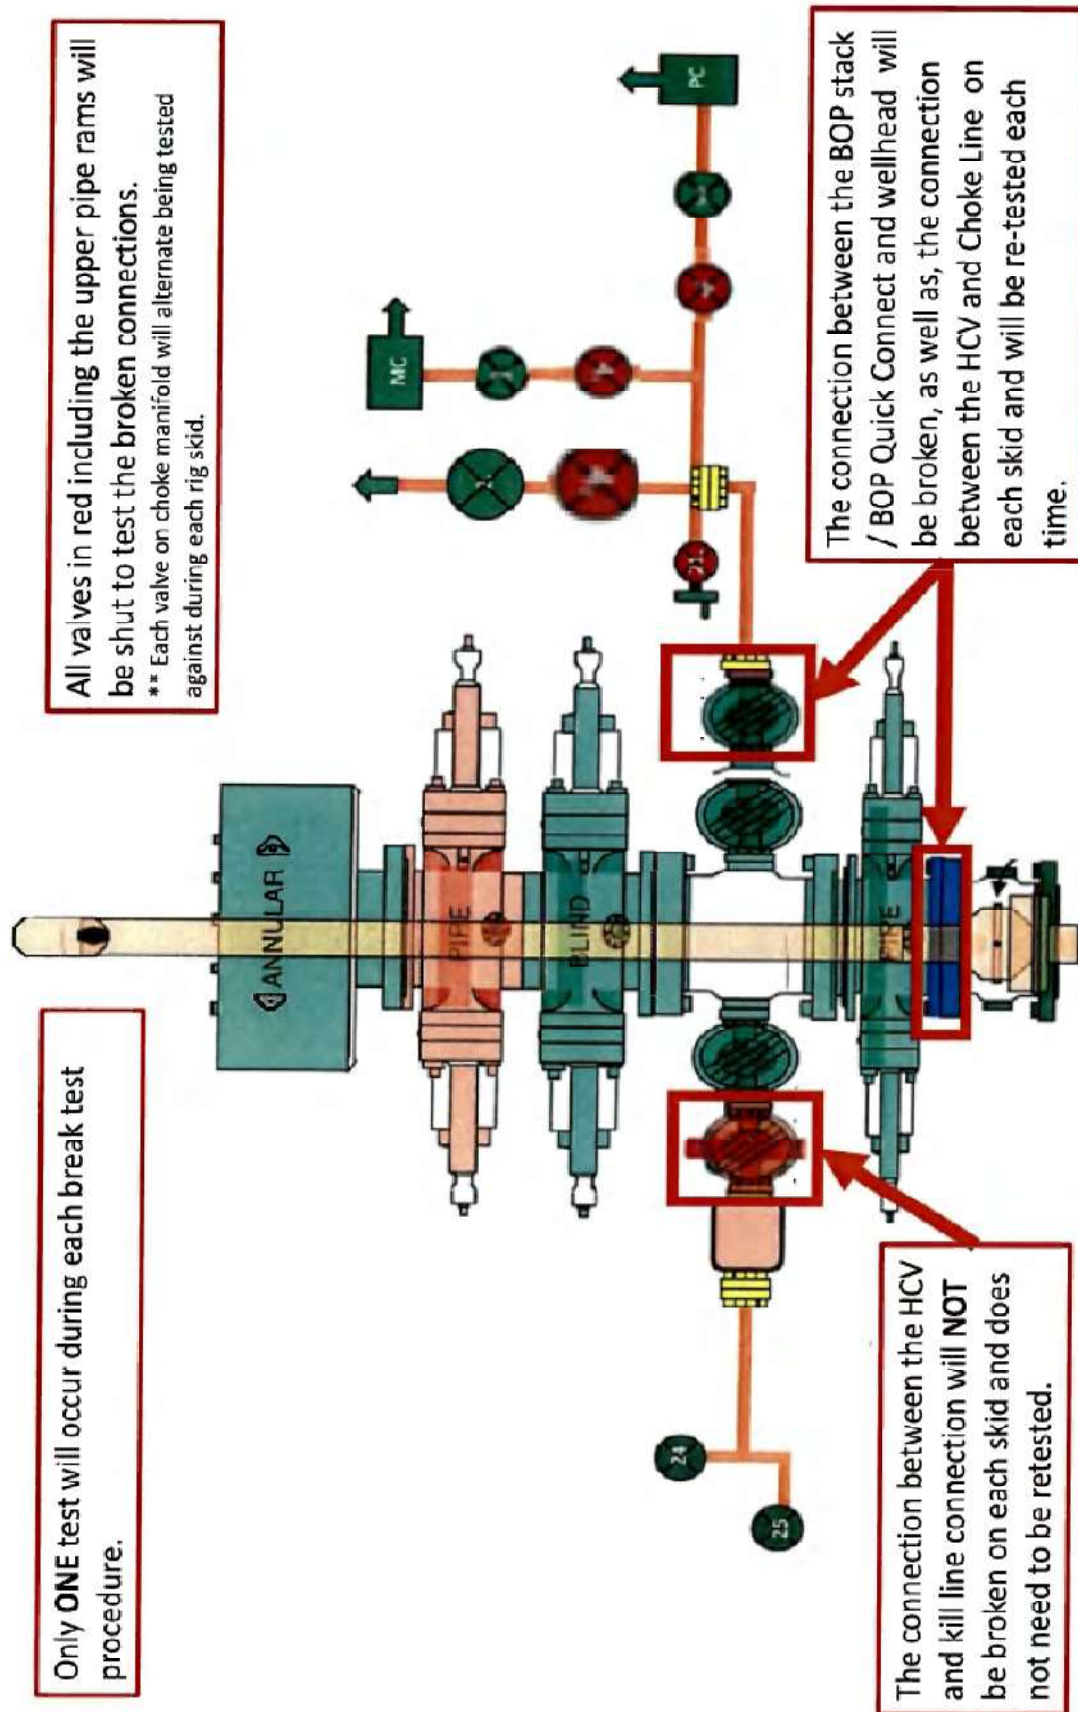 Only ONE test will occur during each break test
procedure.
All valves in red including the upper pipe rams will
be shut to test the broken connections.
** Each valve on choke manifold will alternate being tested
against during each rig skid.
ANNULAR
PIPE
BLIND
PIPE
MC
PC
24
25
The connection between the HCV
and kill line connection will NOT
be broken on each skid and does
not need to be retested.
The connection between the BOP stack
/ BOP Quick Connect and wellhead will
be broken, as well as, the connection
between the HCV and Choke Line on
each skid and will be re-tested each
time.